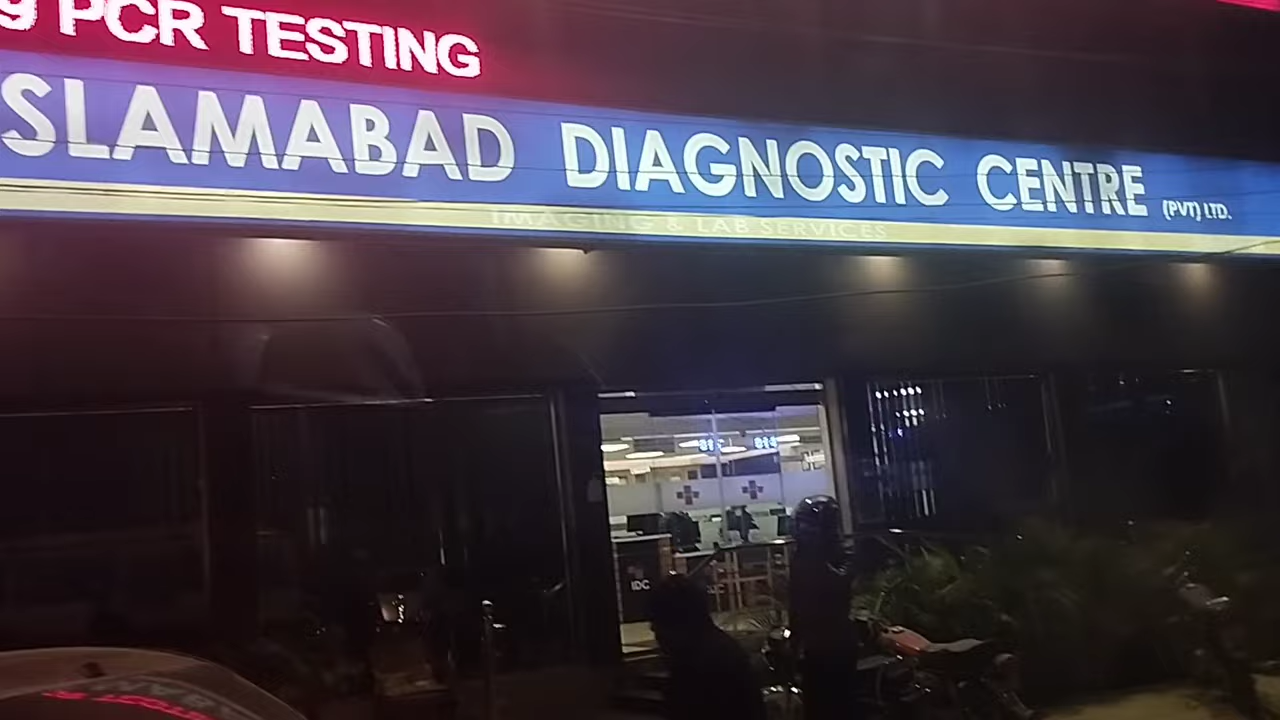 9 PCR TESTING
SLAMABAD DIAGNOSTIC CENTRE (PVT) LTD.
IMAGING & LAB SERVICES
IDC